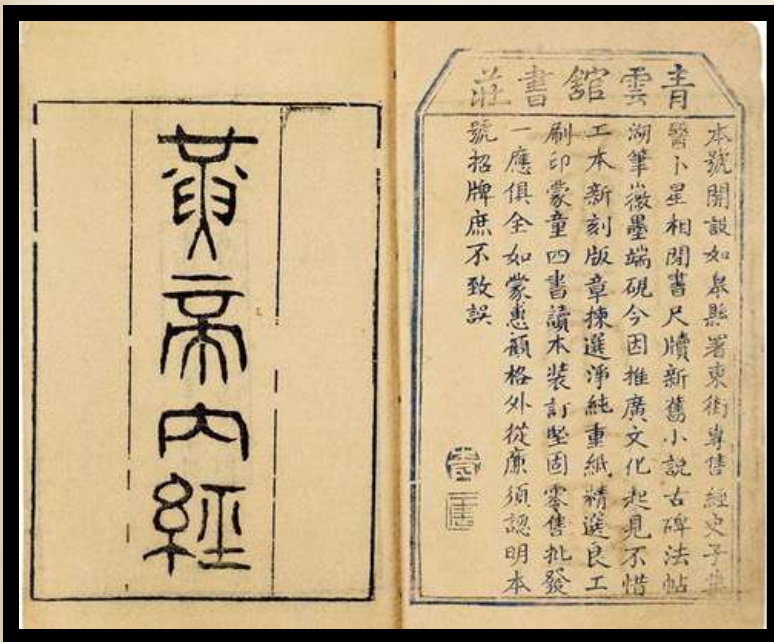 青雲館書莊
本號開設如皋縣署東街專售經史子集
醫卜星相閒書尺牘新舊小說古碑法帖
湖筆徽墨端硯今因推廣文化起見不惜
工本新刻版章揀選淨純重紙精選良工
刷印蒙童四書讀本裝訂堅固零售批發
一應俱全如蒙惠顧格外從廉須認明本
號招牌庶不致誤
黃帝內經